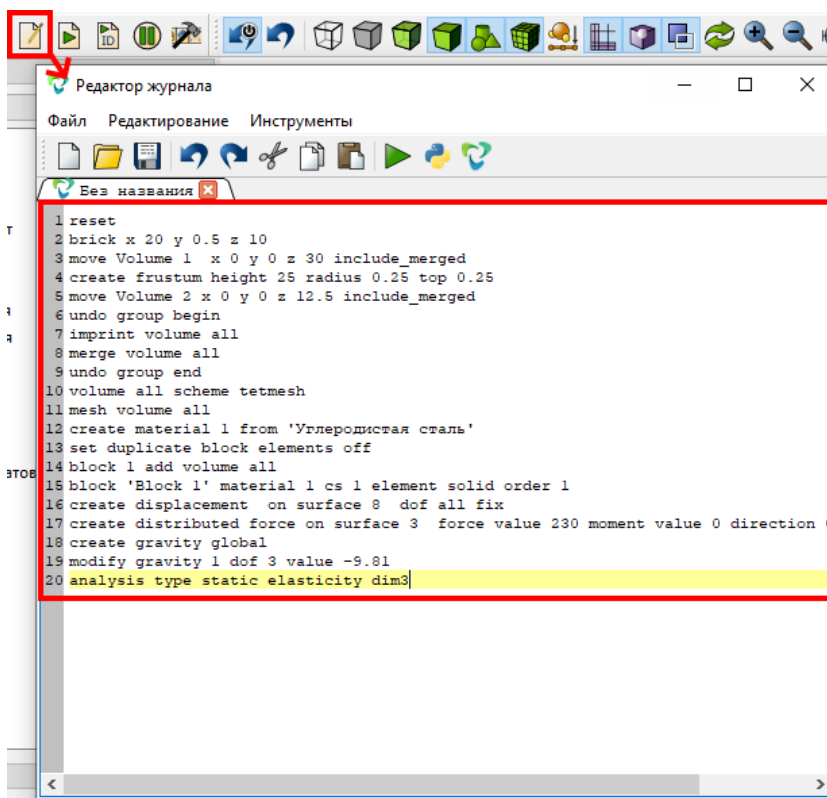 ID
Редактор журнала
Файл Редактирование Инструменты
Без названия
т
1 reset
2 brick x 20 y 0.5 z 10
3 move Volume 1  x 0 y 0 z 30 include_merged
4 create frustum height 25 radius 0.25 top 0.25
5 move Volume 2 x 0 y 0 z 12.5 include_merged
я
6 undo group begin
7 imprint volume all
я
8 merge volume all
9 undo group end
10 volume all scheme tetmesh
11 mesh volume all
12 create material 1 from 'Углеродистая сталь'
13 set duplicate block elements off
атов
14 block 1 add volume all
15 block 'Block 1' material 1 cs 1 element solid order 1
16 create displacement  on surface 8  dof all fix
17 create distributed force on surface 3  force value 230 moment value 0 direction
18 create gravity global
19 modify gravity 1 dof 3 value -9.81
20 analysis type static elasticity dim3